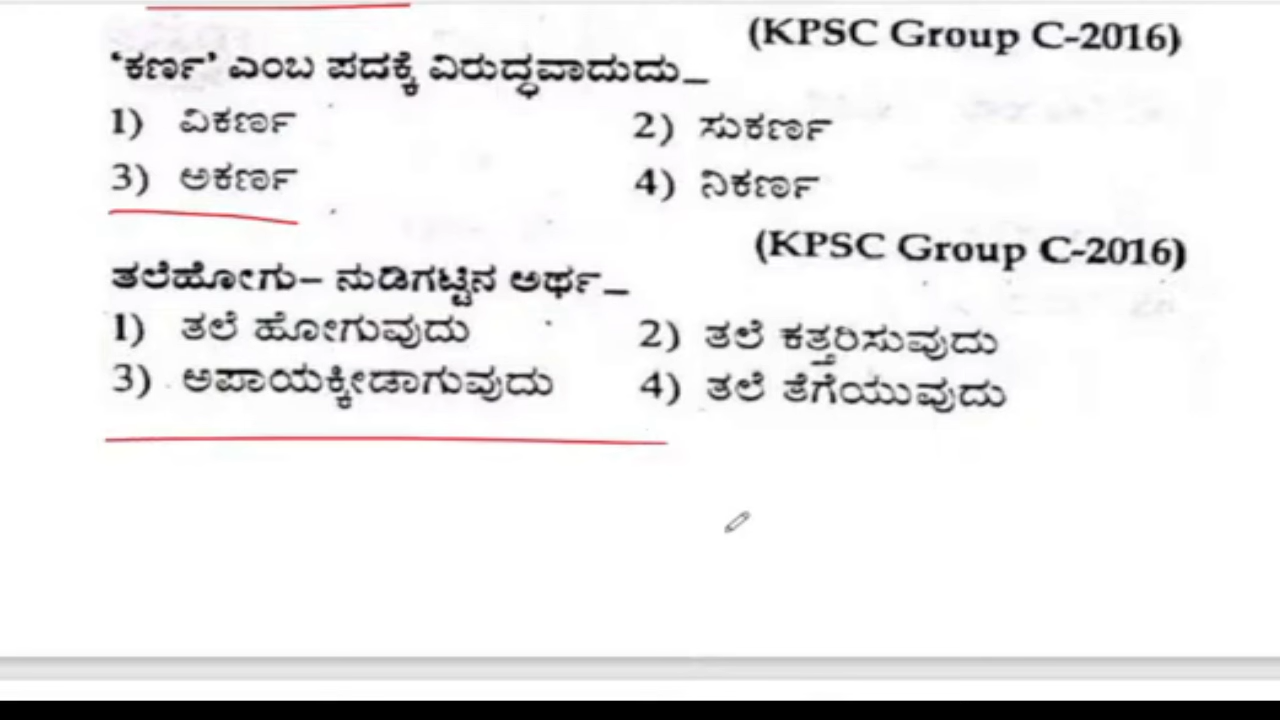 (KPSC Group C-2016)
‘ಕರ್ಣ’ ಎಂಬ ಪದಕ್ಕೆ ವಿರುದ್ಧವಾದುದು_
1) ವಿಕರ್ಣ 2) ಸುಕರ್ಣ
3) ಅಕರ್ಣ 4) ನಿಕರ್ಣ
(KPSC Group C-2016)
ತಲೆಹೋಗು– ನುಡಿಗಟ್ಟಿನ ಅರ್ಥ_
1) ತಲೆ ಹೋಗುವುದು 2) ತಲೆ ಕತ್ತರಿಸುವುದು
3) ಅಪಾಯಕ್ಕೀಡಾಗುವುದು 4) ತಲೆ ತೆಗೆಯುವುದು